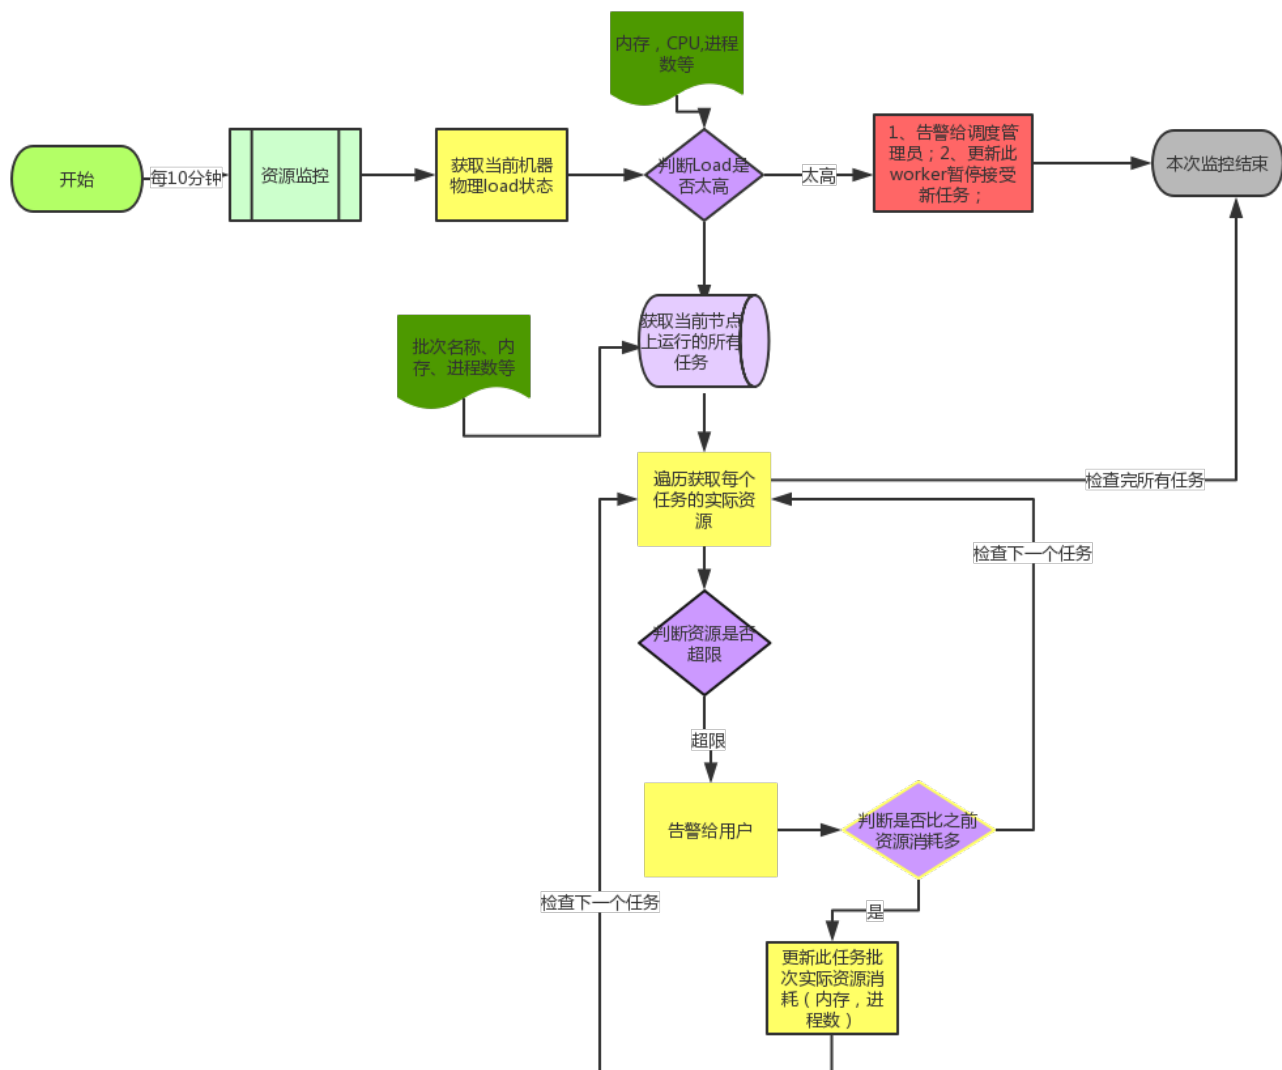 内存，CPU,进程
数等
开始
每10分钟
资源监控
获取当前机器
物理load状态
判断Load是
否太高
太高
1、告警给调度管
理员；2、更新此
worker暂停接受
新任务；
本次监控结束
批次名称、内
存、进程数等
获取当前节点
上运行的所有
任务
遍历获取每个
任务的实际资
源
检查完所有任务
检查下一个任务
判断资源是否
超限
超限
告警给用户
判断是否比之前
资源消耗多
检查下一个任务
是
更新此任务批
次实际资源消
耗（内存，进
程数）